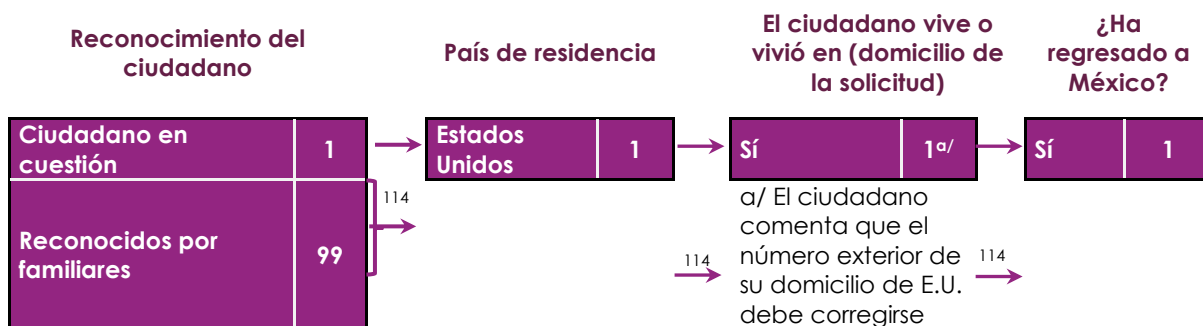 Reconocimiento del
ciudadano
País de residencia
El ciudadano vive o
vivió en (domicilio de
la solicitud)
¿Ha
regresado a
México?
Ciudadano en
cuestión
1
Estados
Unidos
1
Sí
1a/
Sí
1
Reconocidos por
familiares
99
114
114
a/ El ciudadano
comenta que el
número exterior de
su domicilio de E.U.
debe corregirse
114